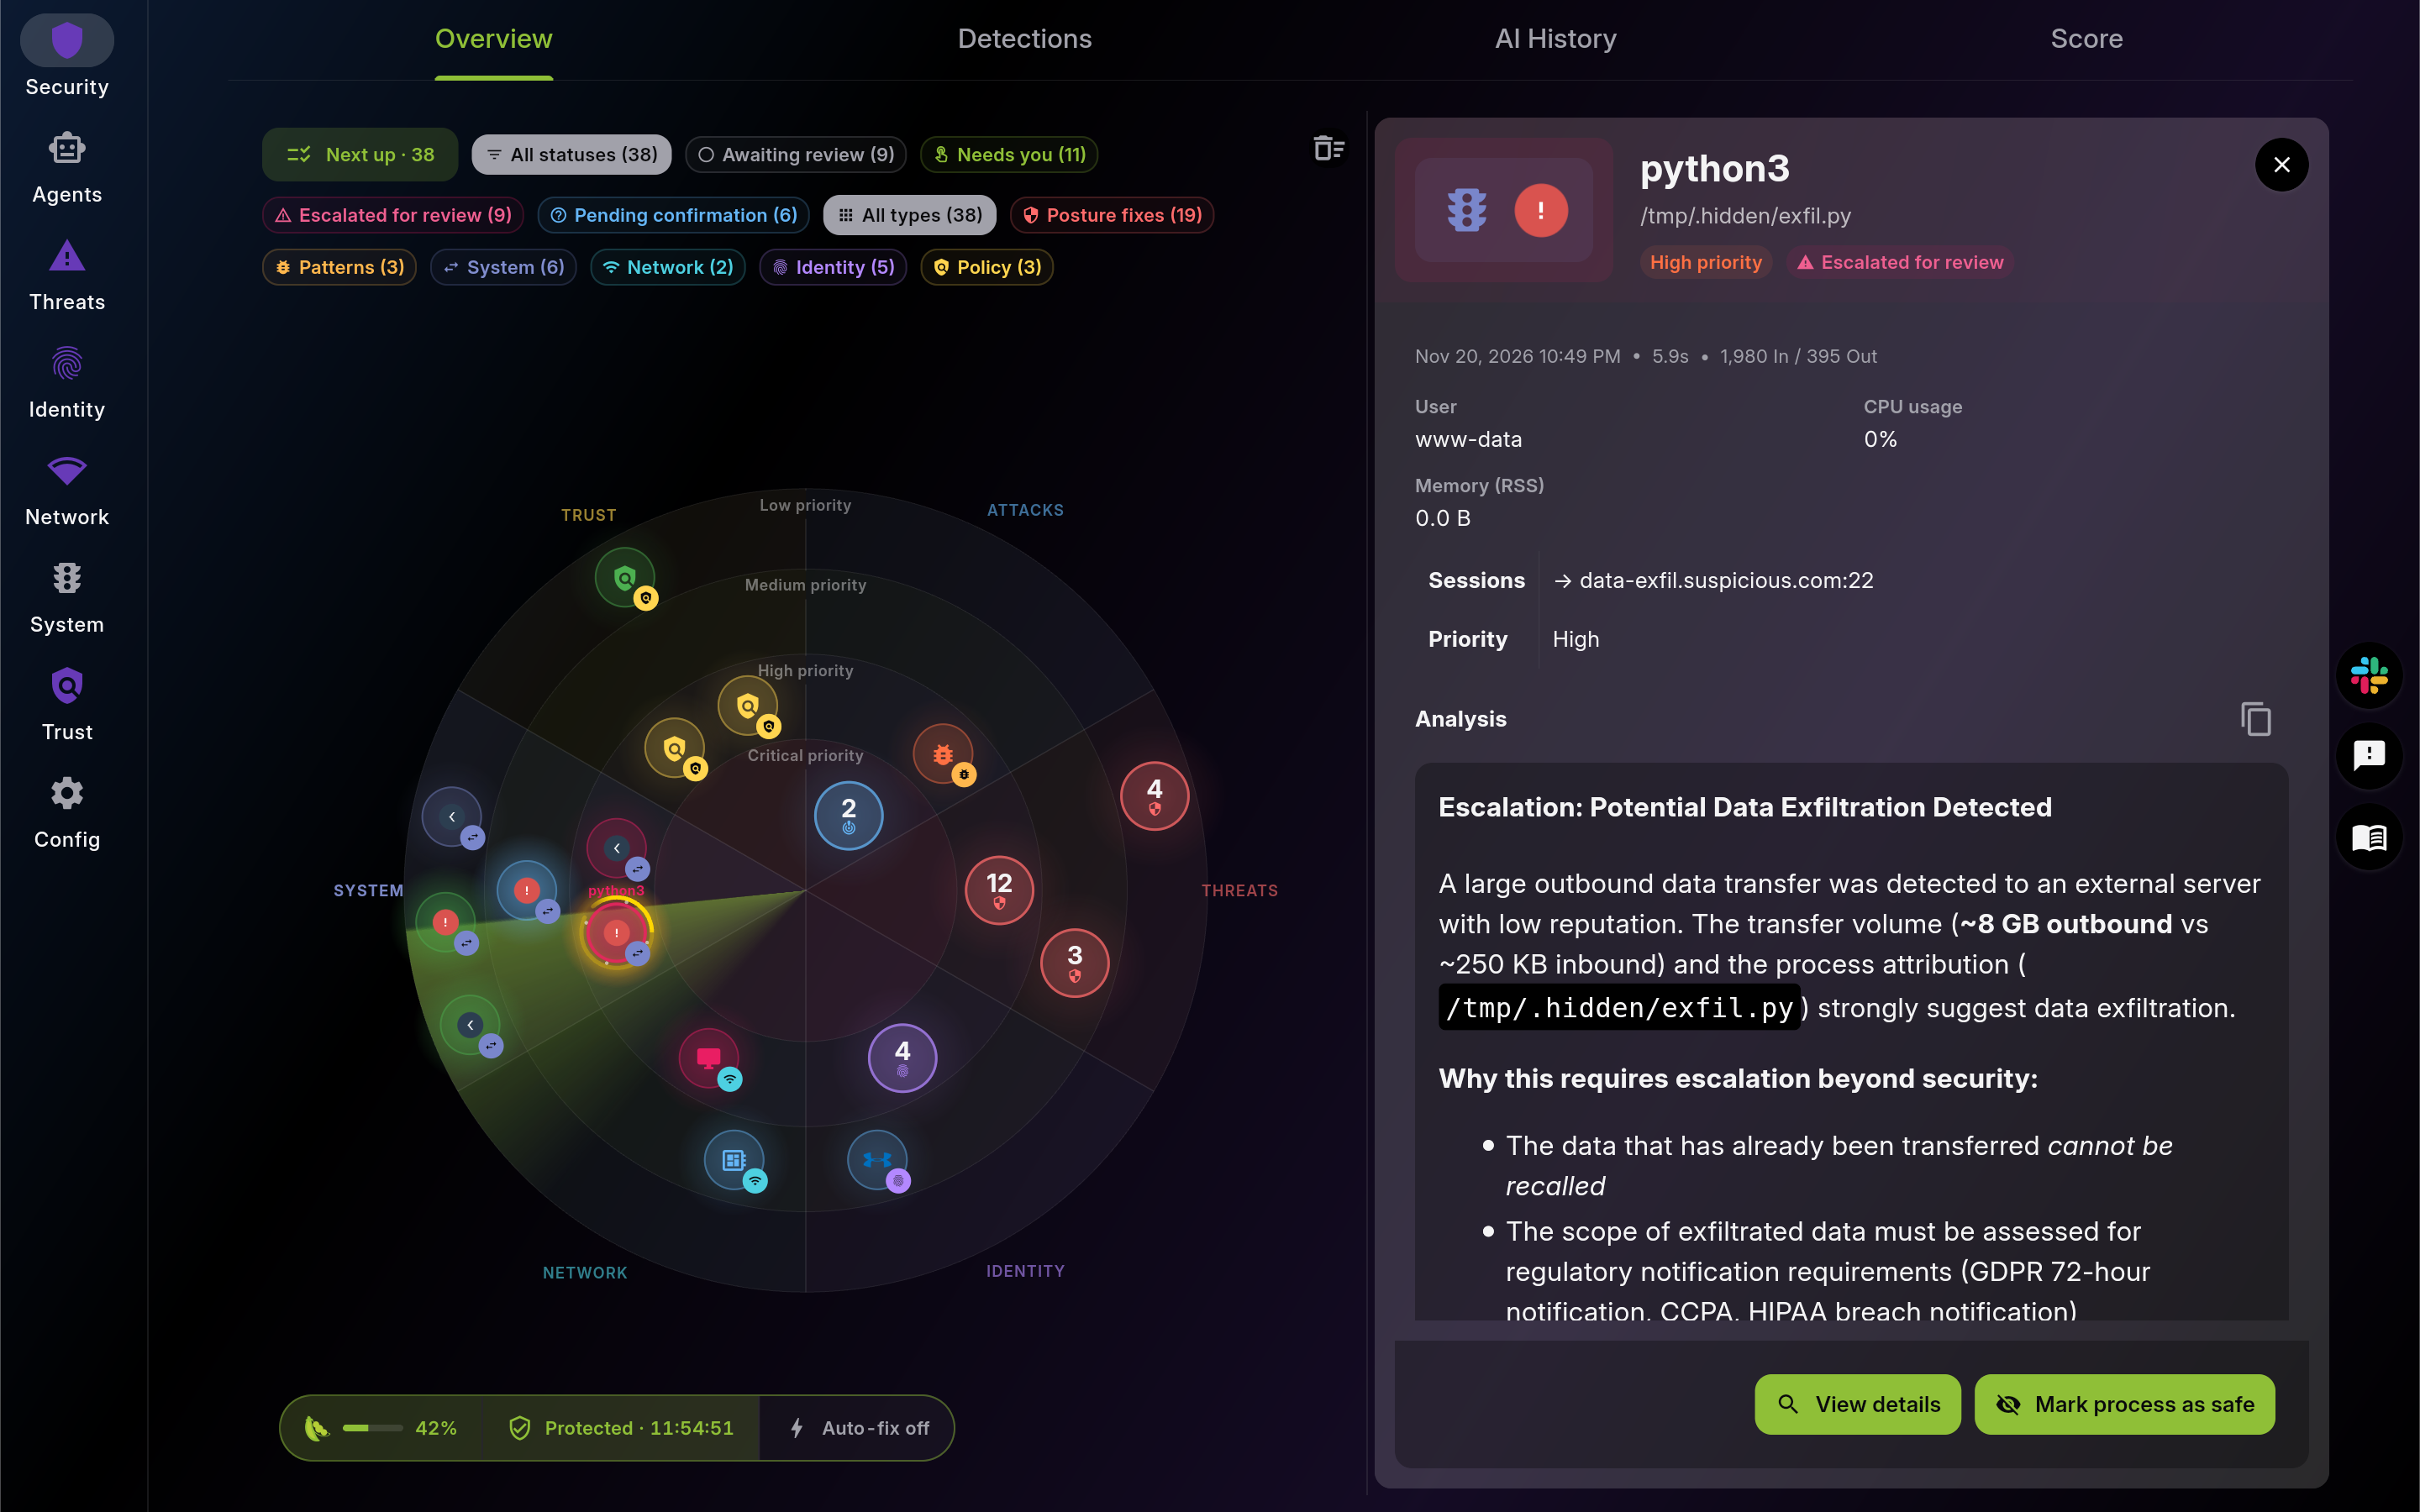 Security
Agents
Threats
Identity
Network
System
Trust
Config
Overview
Detections
AI History
Score
Next up · 38
All statuses (38)
Awaiting review (9)
Needs you (11)
Escalated for review (9)
Pending confirmation (6)
All types (38)
Posture fixes (19)
Patterns (3)
System (6)
Network (2)
Identity (5)
Policy (3)
TRUST
Low priority
ATTACKS
Medium priority
High priority
Critical priority
2
4
12
3
4
SYSTEM
python3
THREATS
NETWORK
IDENTITY
42%
Protected · 11:54:51
Auto-fix off
python3
/tmp/.hidden/exfil.py
High priority
Escalated for review
Nov 20, 2026 10:49 PM • 5.9s • 1,980 In / 395 Out
User
www-data
CPU usage
0%
Memory (RSS)
0.0 B
Sessions
→ data-exfil.suspicious.com:22
Priority
High
Analysis
Escalation: Potential Data Exfiltration Detected
A large outbound data transfer was detected to an external server
with low reputation. The transfer volume (~8 GB outbound vs
~250 KB inbound) and the process attribution (
/tmp/.hidden/exfil.py) strongly suggest data exfiltration.
Why this requires escalation beyond security:
• The data that has already been transferred cannot be
recalled
• The scope of exfiltrated data must be assessed for
regulatory notification requirements (GDPR 72-hour
notification, CCPA, HIPAA breach notification)
View details
Mark process as safe